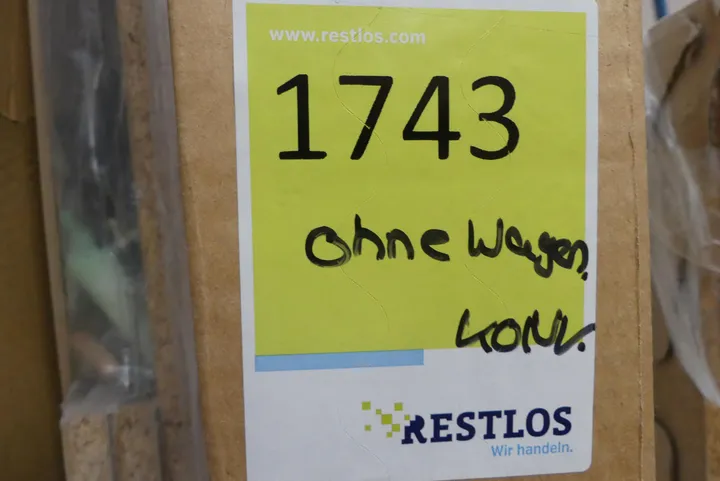 www.restlos.com
1743
ohne Wagen.
RESTLOS
Wir handeln.